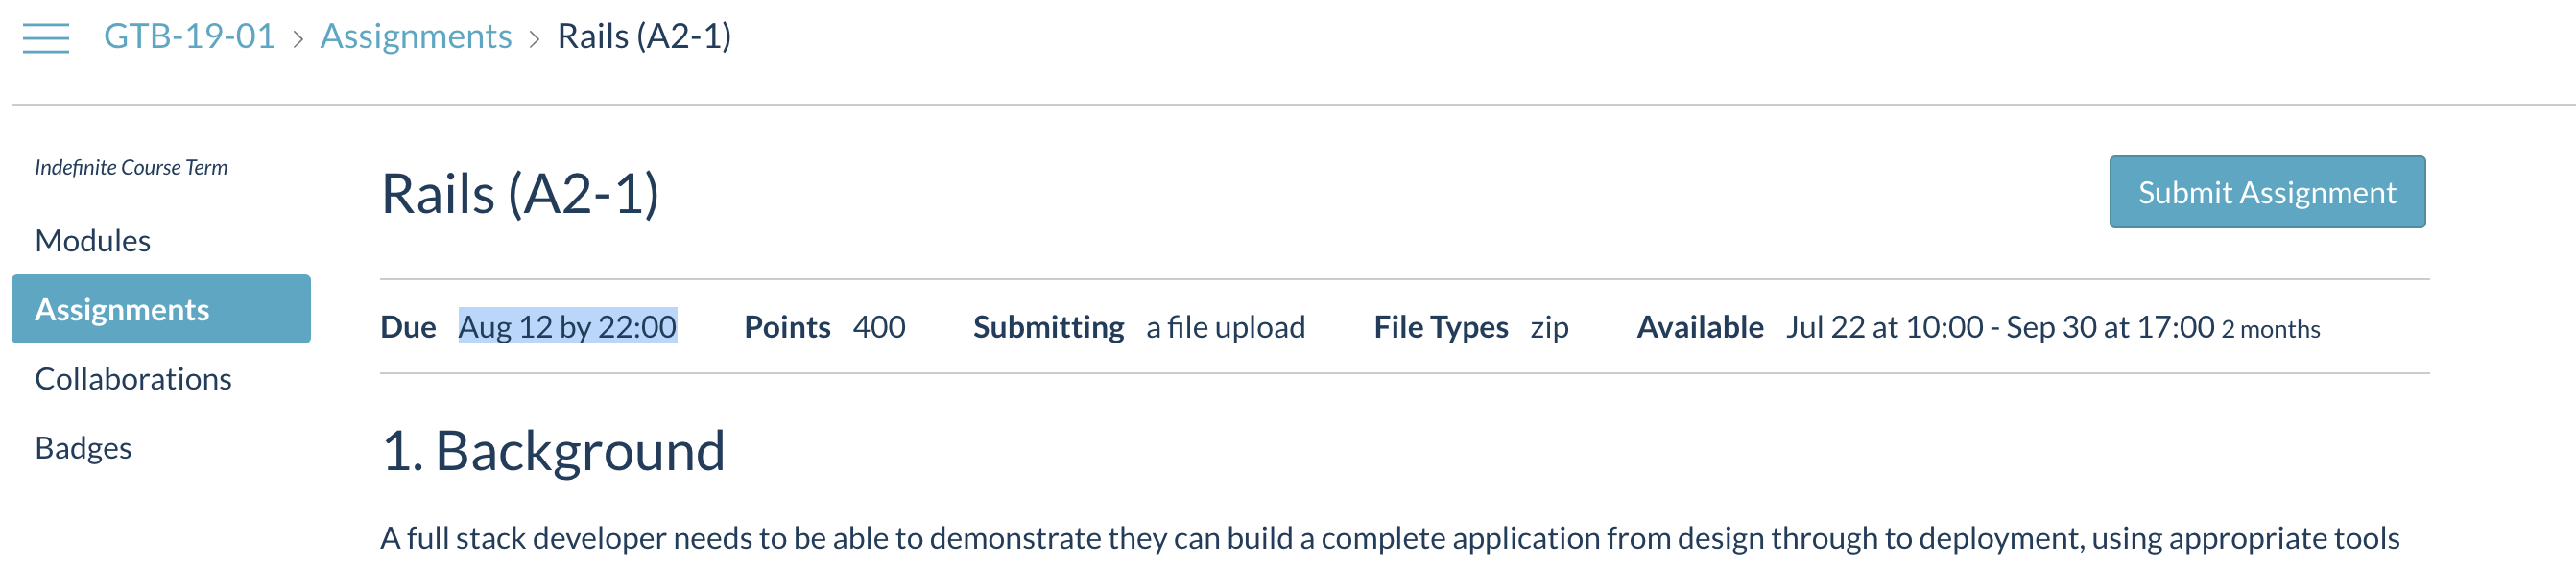 GTB-19-01 > Assignments > Rails (A2-1)
Indefinite Course Term
Modules
Assignments
Collaborations
Badges
Rails (A2-1)
Submit Assignment
Due Aug 12 by 22:00 Points 400 Submitting a file upload File Types zip Available Jul 22 at 10:00 - Sep 30 at 17:00 2 months
1. Background
A full stack developer needs to be able to demonstrate they can build a complete application from design through to deployment, using appropriate tools